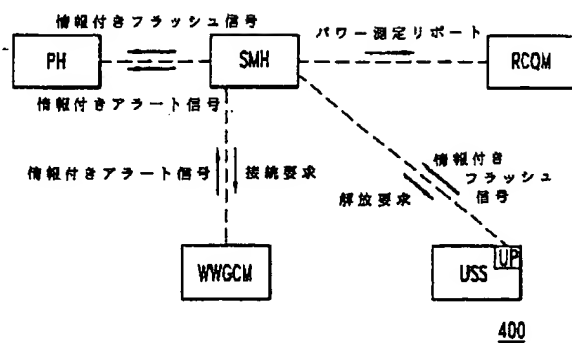 情報付きフラッシュ信号
パワー測定リポート
PH
SMH
RCQM
情報付きアラート信号
情報付きアラート信号
接続要求
情報付き
フラッシュ
信号
解放要求
WWGCM
USS
UP
400